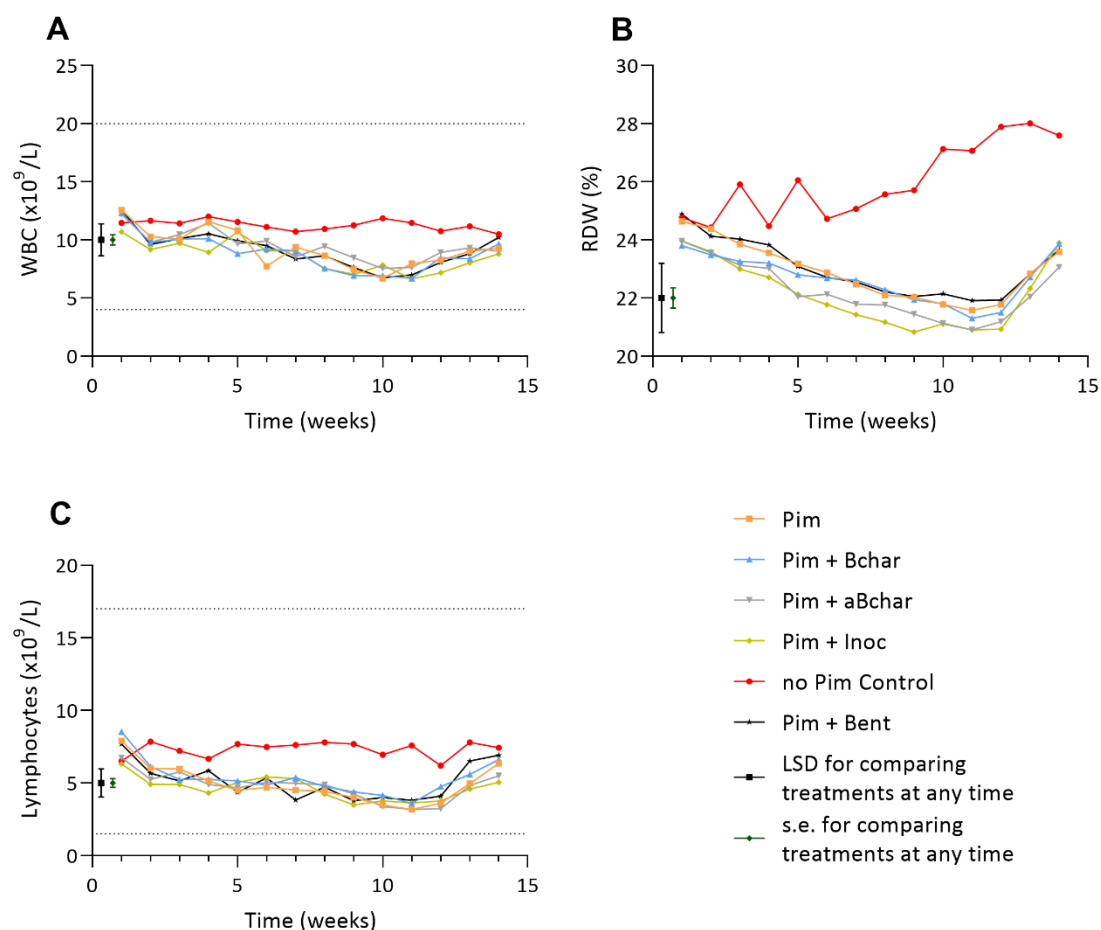 A
25
20
15
10
5
0
WBC (x10⁹/L)
0
5
10
15
Time (weeks)
B
30
28
26
24
22
20
RDW (%)
0
5
10
15
Time (weeks)
C
20
15
10
5
0
Lymphocytes (x10⁹/L)
0
5
10
15
Time (weeks)
Pim
Pim + Bchar
Pim + aBchar
Pim + Inoc
no Pim Control
Pim + Bent
LSD for comparing
treatments at any time
s.e. for comparing
treatments at any time